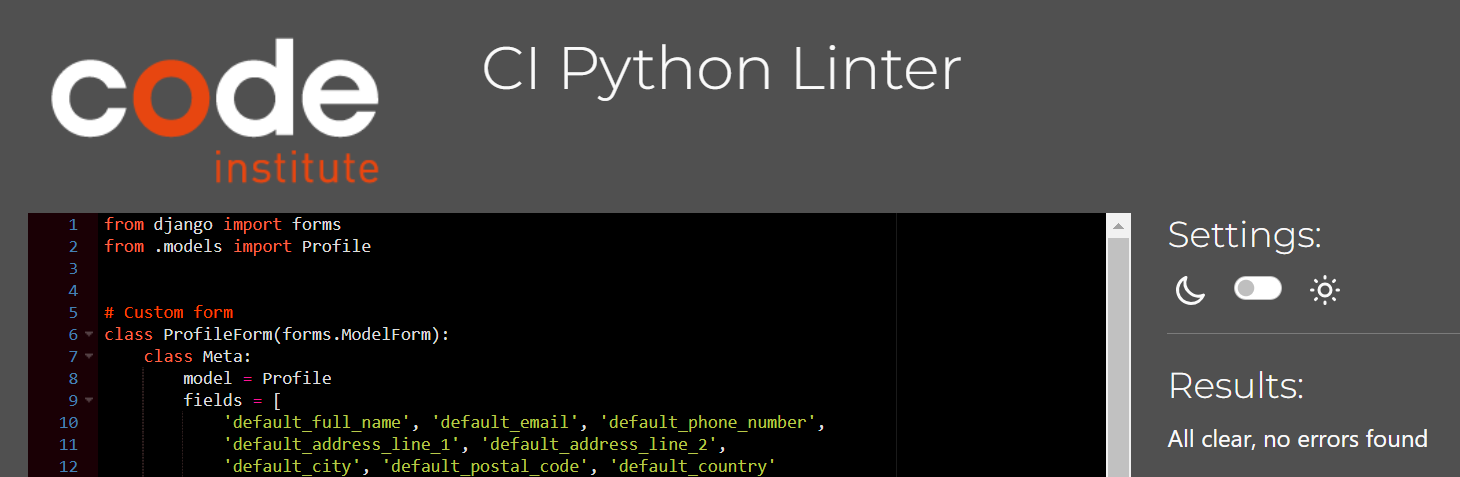 code
institute
CI Python Linter
1 from django import forms
2 from .models import Profile
3
4
5 # Custom form
6 class ProfileForm(forms.ModelForm):
7     class Meta:
8         model = Profile
9         fields = [
10             'default_full_name', 'default_email', 'default_phone_number',
11             'default_address_line_1', 'default_address_line_2',
12             'default_city', 'default_postal_code', 'default_country'
Settings:
Results:
All clear, no errors found